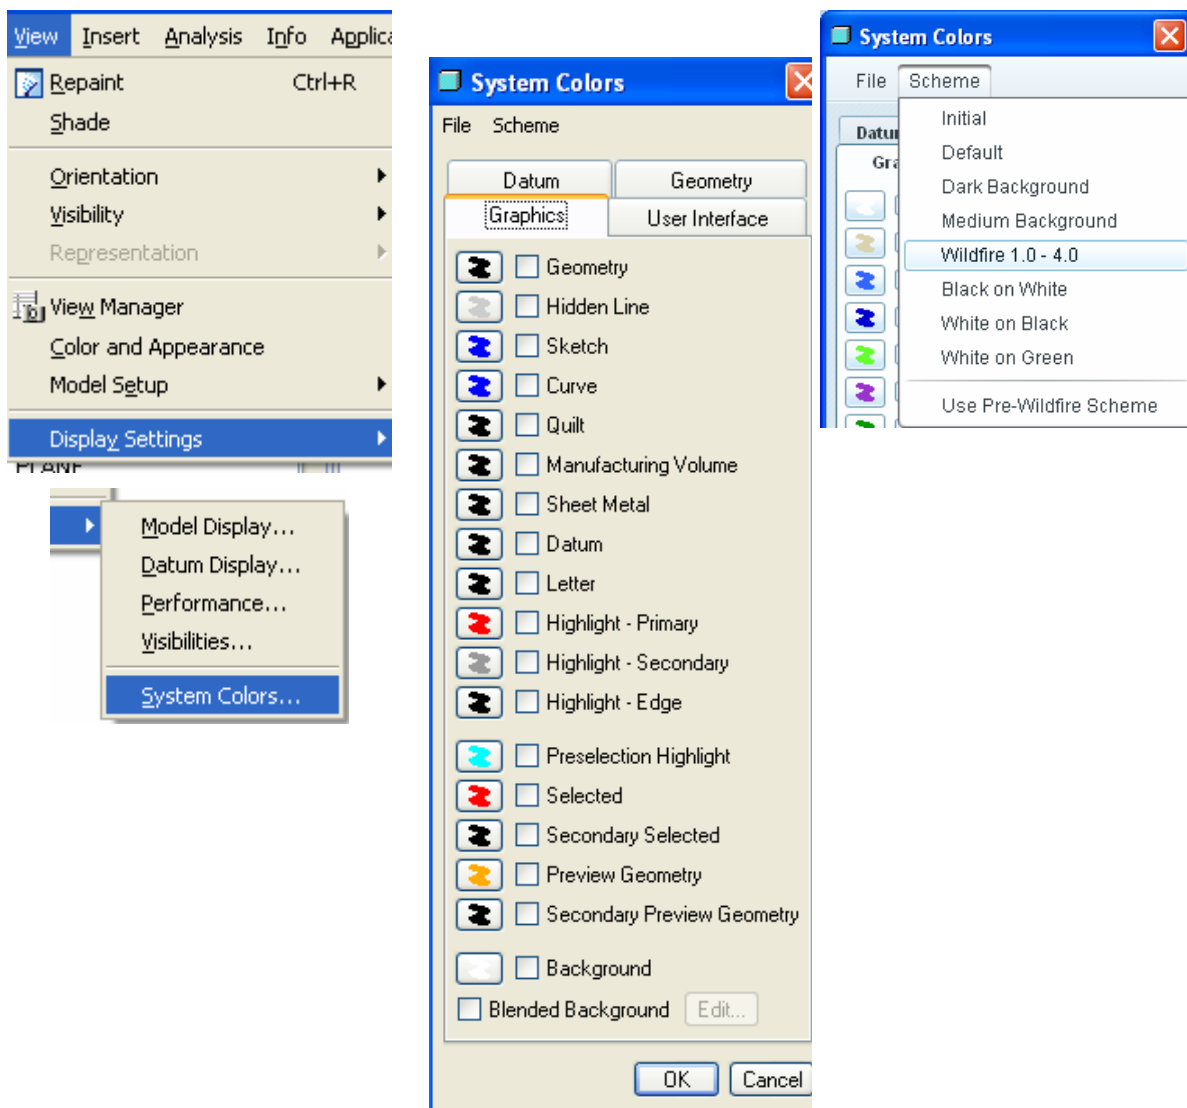 View Insert Analysis Info Applica
Repaint Ctrl+R
Shade
Orientation
Visibility
Representation
View Manager
Color and Appearance
Model Setup
Display Settings
PLANE
Model Display...
Datum Display...
Performance...
Visibilities...
System Colors...
System Colors
File Scheme
Datum Geometry
Graphics User Interface
Geometry
Hidden Line
Sketch
Curve
Quilt
Manufacturing Volume
Sheet Metal
Datum
Letter
Highlight - Primary
Highlight - Secondary
Highlight - Edge
Preselection Highlight
Selected
Secondary Selected
Preview Geometry
Secondary Preview Geometry
Background
Blended Background Edit...
OK Cancel
System Colors
File Scheme
Datu
Gra
Initial
Default
Dark Background
Medium Background
Wildfire 1.0 - 4.0
Black on White
White on Black
White on Green
Use Pre-Wildfire Scheme